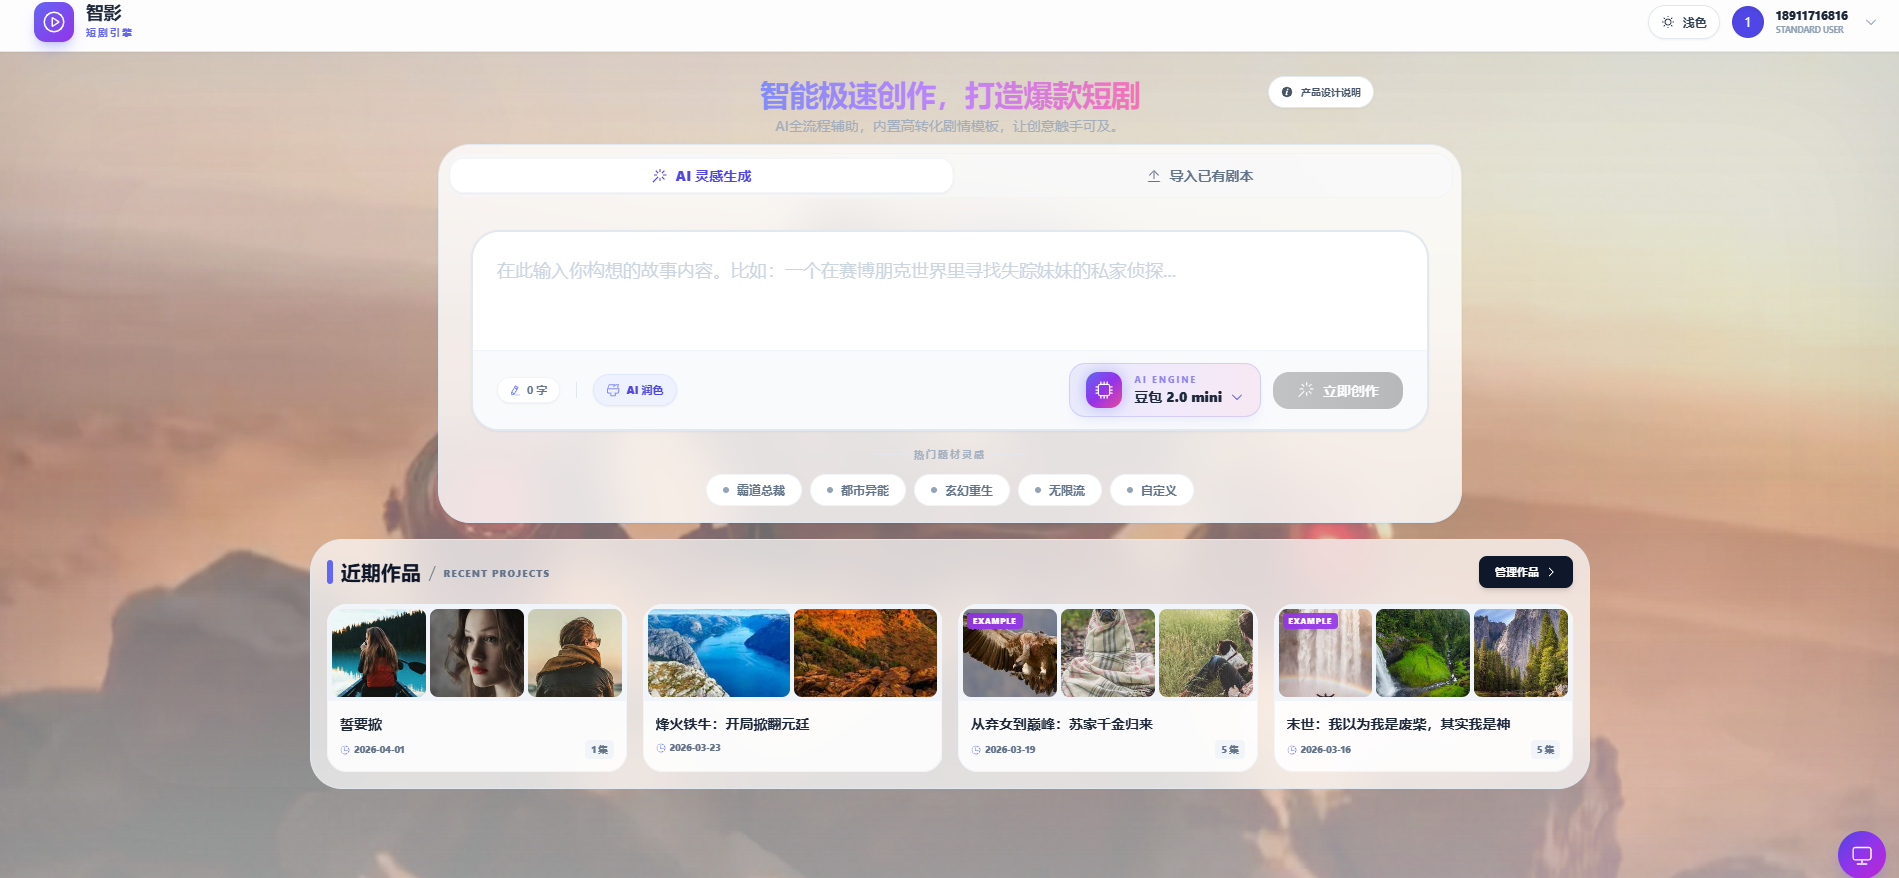 智影
短剧引擎
浅色
1
18911716816
STANDARD USER
智能极速创作，打造爆款短剧
产品设计说明
AI全流程辅助，内置高转化剧情模板，让创意触手可及。
AI 灵感生成
导入已有剧本
在此输入你构想的故事内容。比如：一个在赛博朋克世界里寻找失踪妹妹的私家侦探...
0 字
AI 润色
AI ENGINE
豆包 2.0 mini
立即创作
热门题材灵感
霸道总裁
都市异能
玄幻重生
无限流
自定义
近期作品 / RECENT PROJECTS
管理作品
誓要掀
2026-04-01
1 集
烽火铁牛：开局掀翻元廷
2026-03-23
EXAMPLE
从弃女到巅峰：苏家千金归来
2026-03-19
5 集
EXAMPLE
末世：我以为我是废柴，其实我是神
2026-03-16
5 集